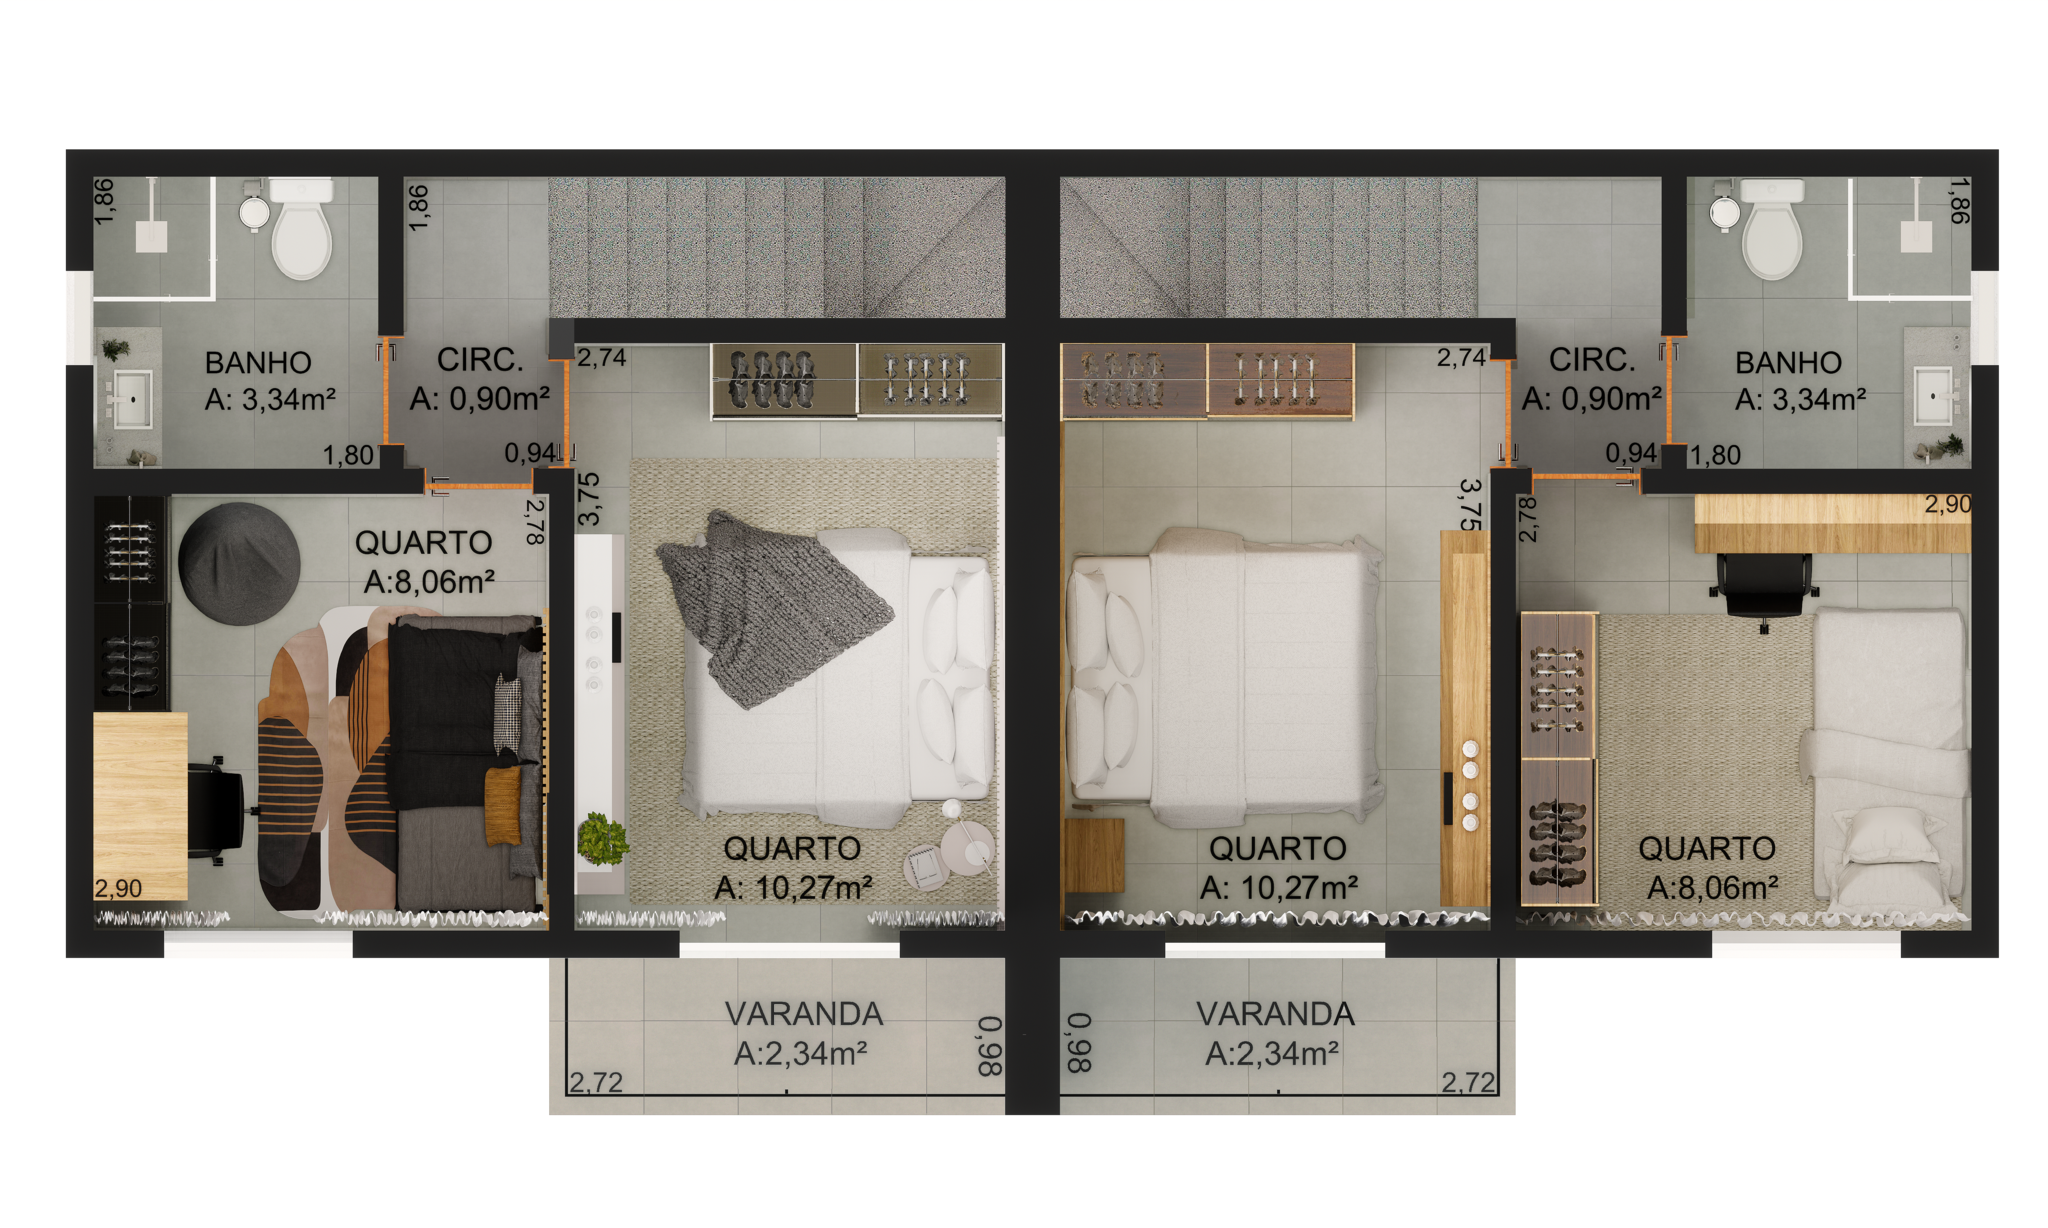 1,86
BANHO
A: 3,34m²
1,80
1,86
CIRC.
A: 0,90m²
0,94
2,74
3,75
QUARTO
A: 10,27m²
2,78
QUARTO
A:8,06m²
2,90
VARANDA
A:2,34m²
0,98
2,72
2,74
3,75
QUARTO
A: 10,27m²
CIRC.
A: 0,90m²
0,94
1,86
BANHO
A: 3,34m²
1,80
2,78
2,90
QUARTO
A:8,06m²
VARANDA
A:2,34m²
0,98
2,72